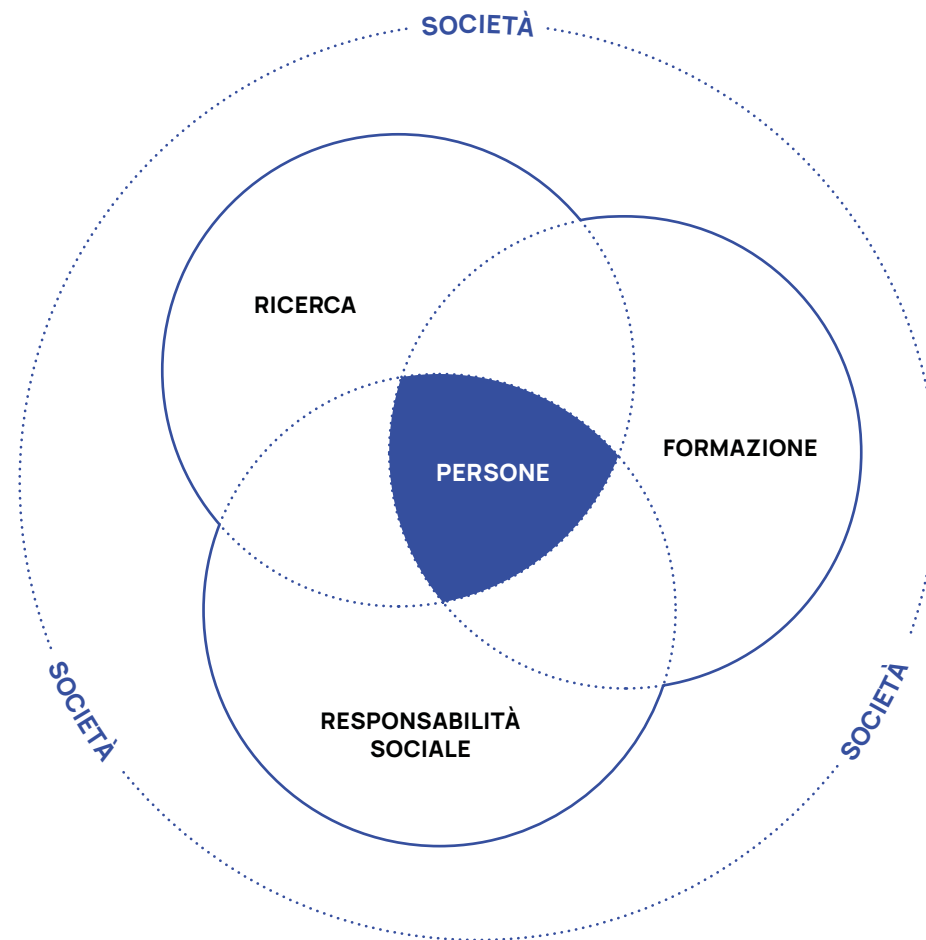 SOCIETÀ
RICERCA
FORMAZIONE
PERSONE
SOCIETÀ
SOCIETÀ
RESPONSABILITÀ
SOCIALE